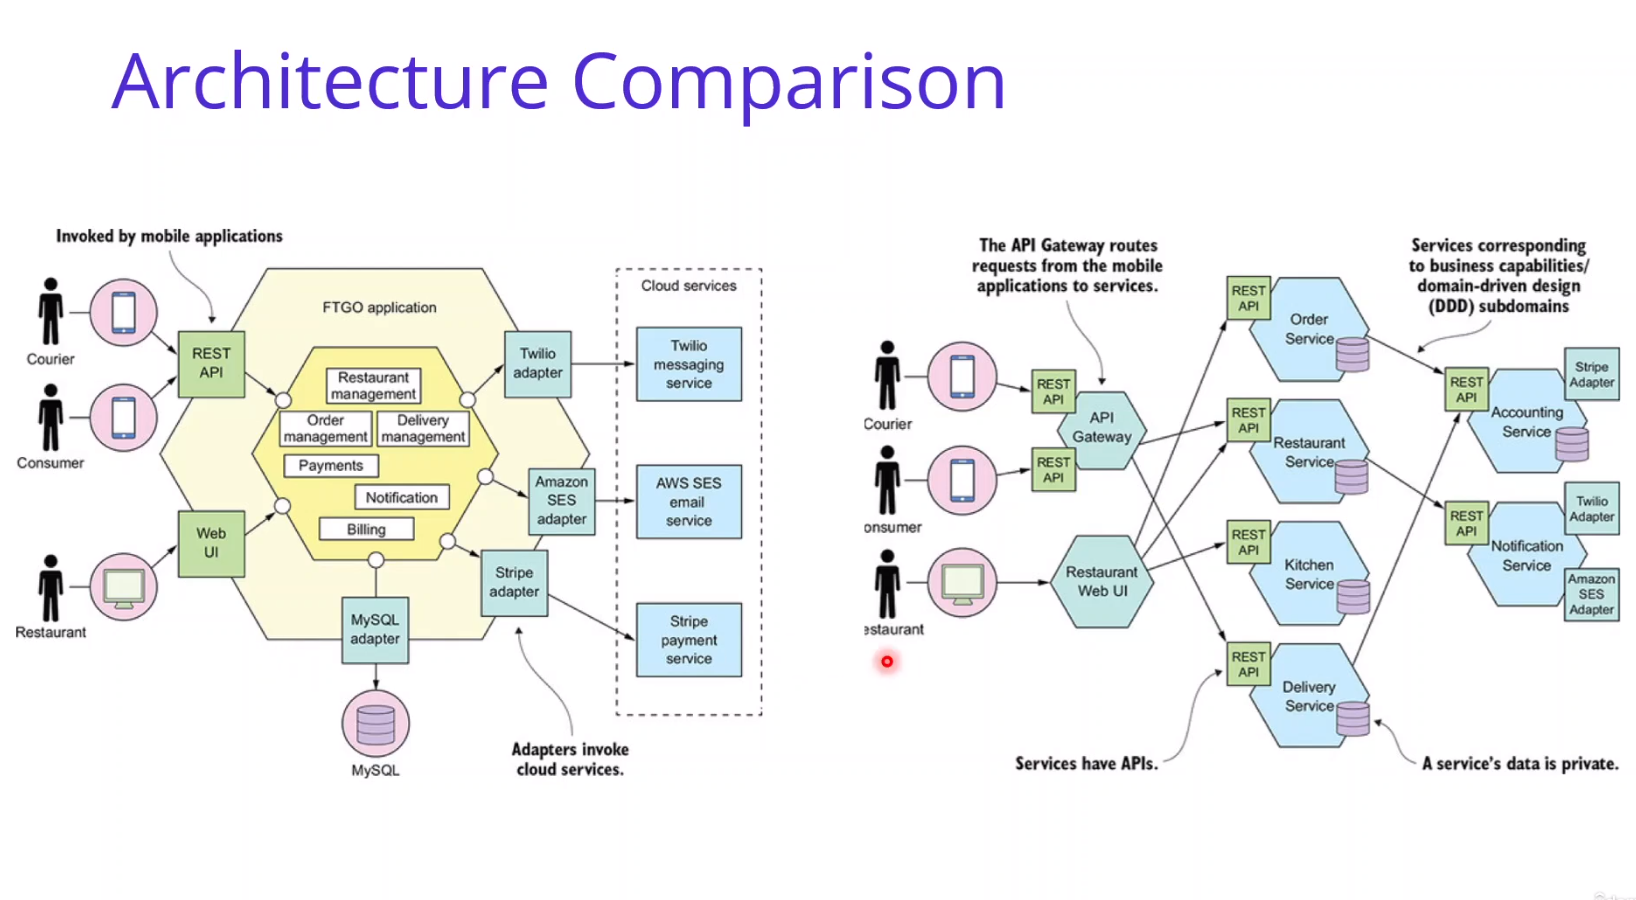 Architecture Comparison
Invoked by mobile applications
Courier
Consumer
Restaurant
REST
API
Web
UI
FTGO application
Restaurant
management
Order
management
Delivery
management
Payments
Notification
Billing
Twilio
adapter
Amazon
SES
adapter
Stripe
adapter
MySQL
adapter
MySQL
Cloud services
Twilio
messaging
service
AWS SES
email
service
Stripe
payment
service
Adapters invoke
cloud services.
The API Gateway routes
requests from the mobile
applications to services.
Services corresponding
to business capabilities/
domain-driven design
(DDD) subdomains
Courier
onsumer
estaurant
REST
API
REST
API
API
Gateway
Restaurant
Web UI
REST
API
Order
Service
REST
API
Restaurant
Service
REST
API
Kitchen
Service
REST
API
Delivery
Service
REST
API
Accounting
Service
Stripe
Adapter
REST
API
Notification
Service
Twilio
Adapter
Amazon
SES
Adapter
Services have APIs.
A service's data is private.